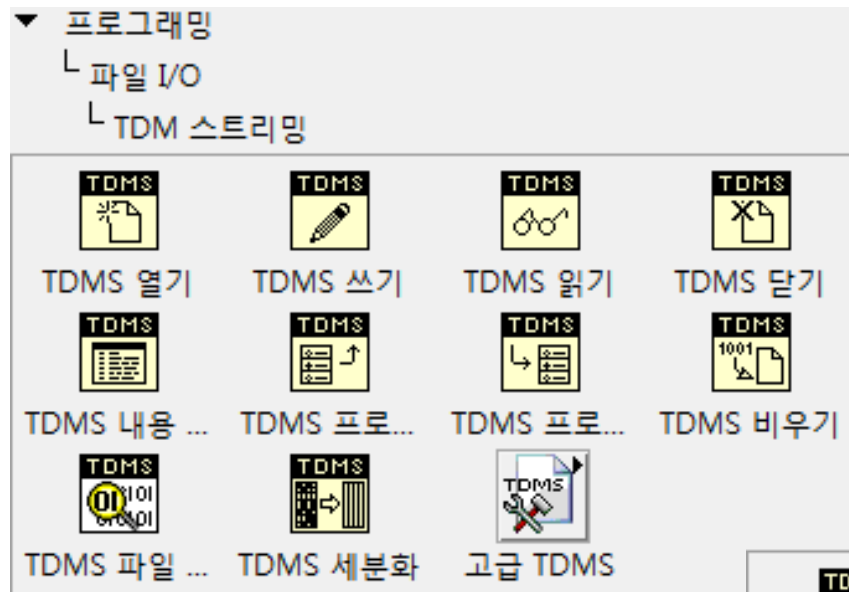 프로그래밍
파일 I/O
TDM 스트리밍
TDMS TDMS TDMS TDMS
TDMS 열기 TDMS 쓰기 TDMS 읽기 TDMS 닫기
TDMS TDMS TDMS TDMS
1001
TDMS 내용 ... TDMS 프로... TDMS 프로... TDMS 비우기
TDMS TDMS TDMS
TDMS 파일 ... TDMS 세분화 고급 TDMS